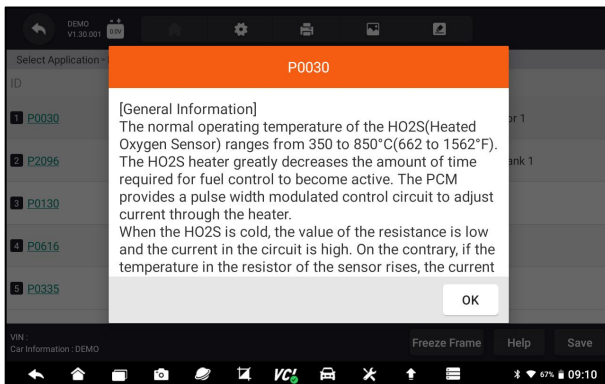 DEMO
V1.30.001
0.0V
Select Application
P0030
ID
1 P0030
or 1
2 P2096
ank 1
3 P0130
4 P0616
5 P0335
[General Information]
The normal operating temperature of the HO2S(Heated
Oxygen Sensor) ranges from 350 to 850°C(662 to 1562°F).
The HO2S heater greatly decreases the amount of time
required for fuel control to become active. The PCM
provides a pulse width modulated control circuit to adjust
current through the heater.
When the HO2S is cold, the value of the resistance is low
and the current in the circuit is high. On the contrary, if the
temperature in the resistor of the sensor rises, the current
OK
VIN :
Car Information : DEMO
Freeze Frame
Help
Save
VCI
67%
09:10